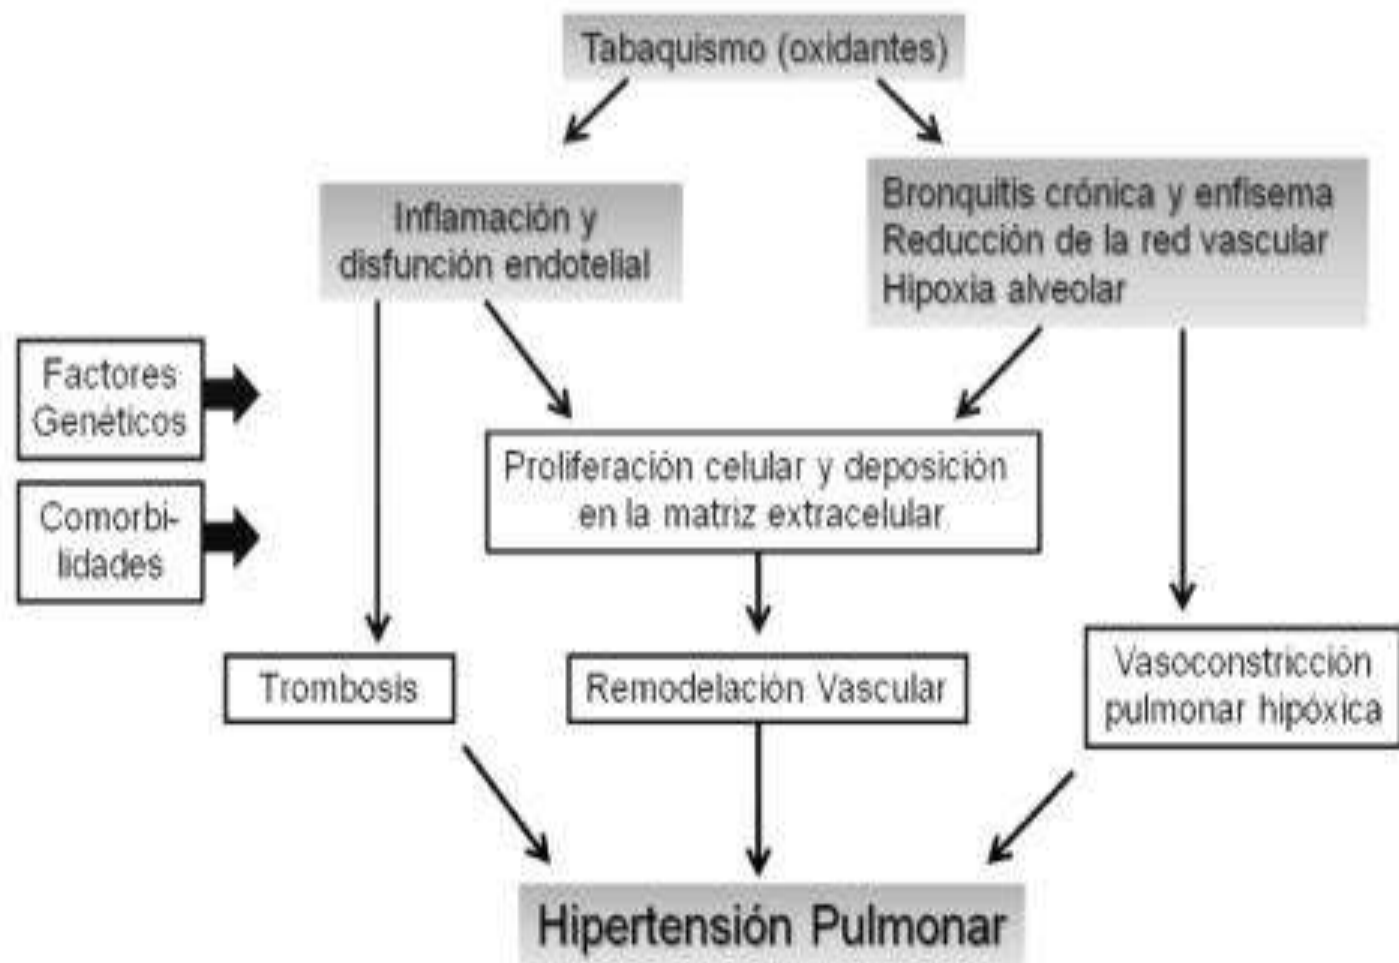 Tabaquismo (oxidantes)
Inflamación y
disfunción endotelial
Bronquitis crónica y enfisema
Reducción de la red vascular
Hipoxia alveolar
Factores
Genéticos
Comorbi-
lidades
Proliferación celular y deposición
en la matriz extracelular
Trombosis
Remodelación Vascular
Vasoconstricción
pulmonar hipóxica
Hipertensión Pulmonar